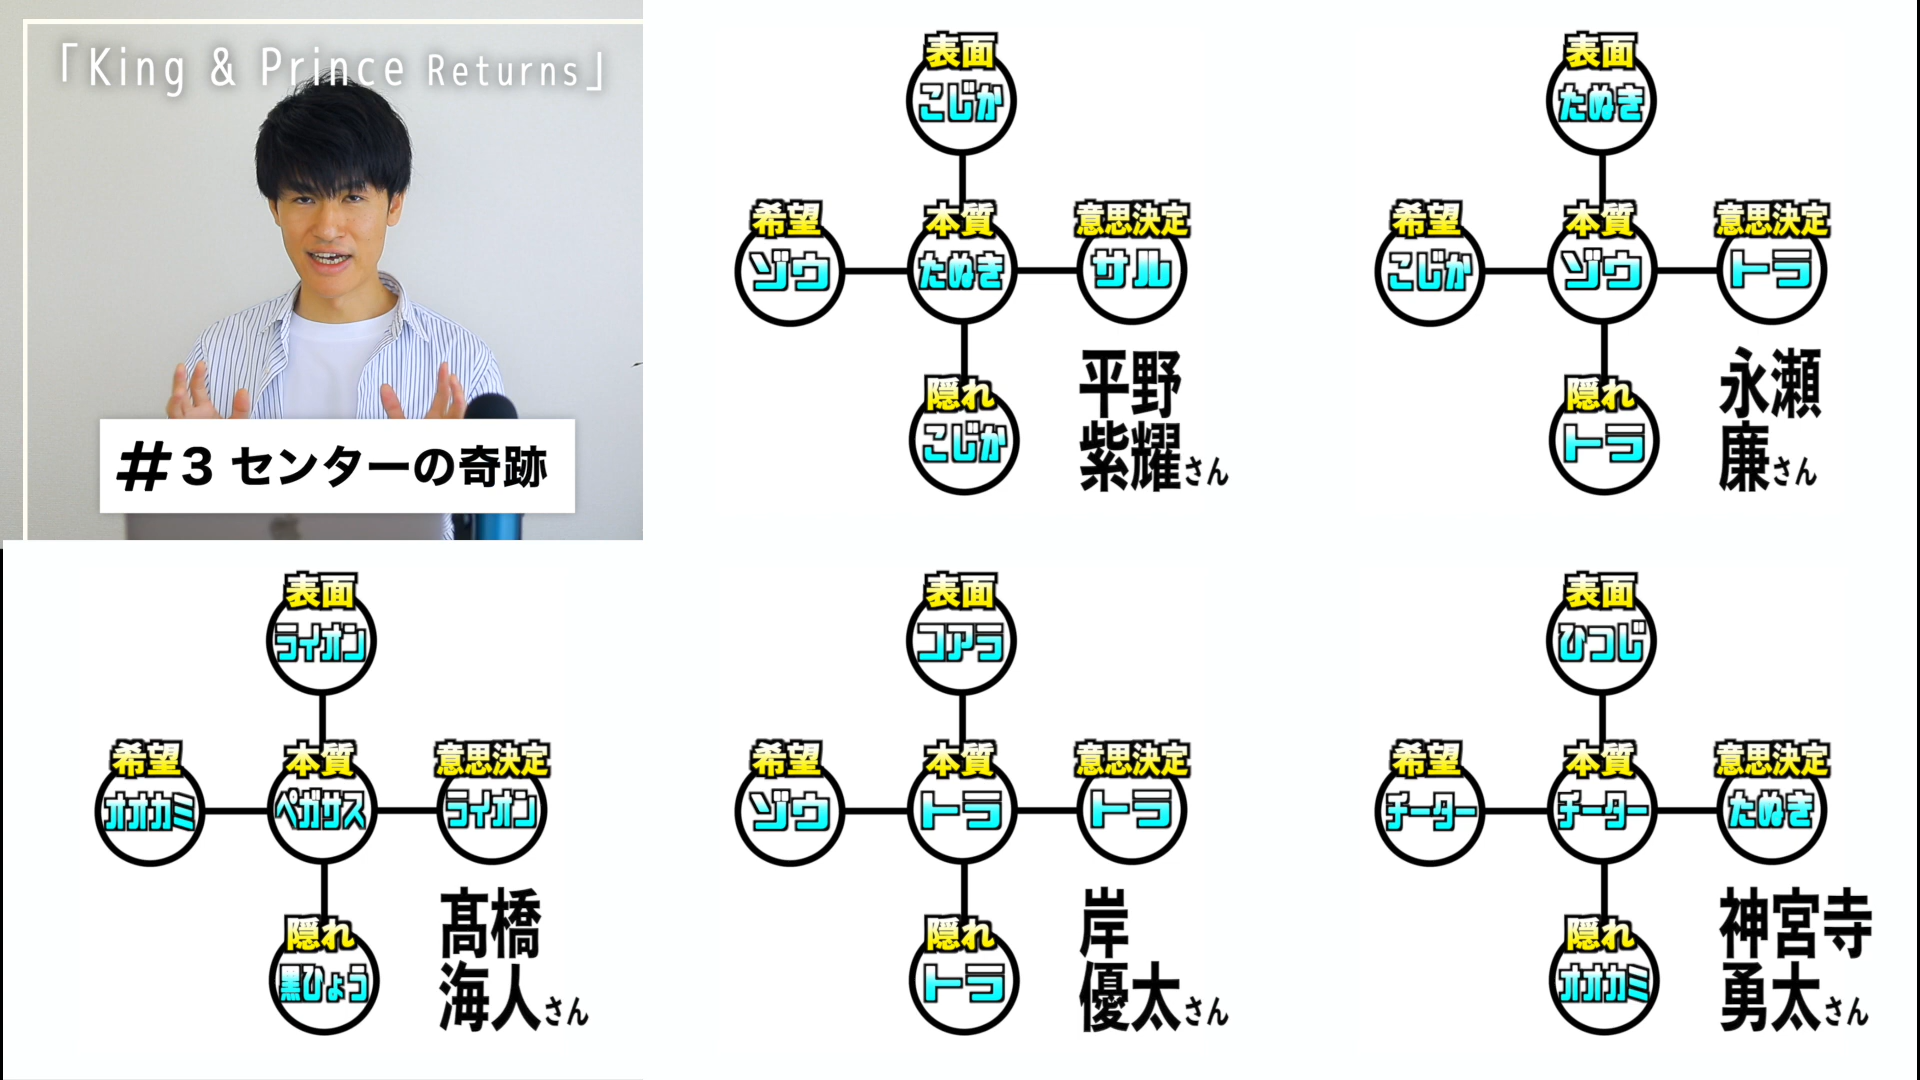 「King & Prince Returns」
#3 センターの奇跡
表面
こじか
希望
ゾウ
本質
たぬき
意思決定
サル
隠れ
こじか
平野
紫耀さん
表面
たぬき
希望
こじか
本質
ゾウ
意思決定
トラ
隠れ
トラ
永瀬
廉さん
表面
ライオン
希望
オオカミ
本質
ペガサス
意思決定
ライオン
隠れ
黒ひょう
髙橋
海人さん
表面
コアラ
希望
ゾウ
本質
トラ
意思決定
トラ
隠れ
トラ
岸
優太さん
表面
ひつじ
希望
チーター
本質
チーター
意思決定
たぬき
隠れ
オオカミ
神宮寺
勇太さん